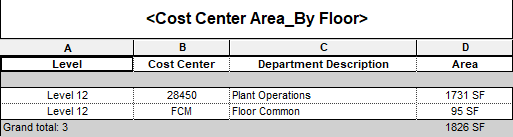 <Cost Center Area_By Floor>
A B C D
Level Cost Center Department Description Area
Level 12 28450 Plant Operations 1731 SF
Level 12 FCM Floor Common 95 SF
Grand total: 3 1826 SF